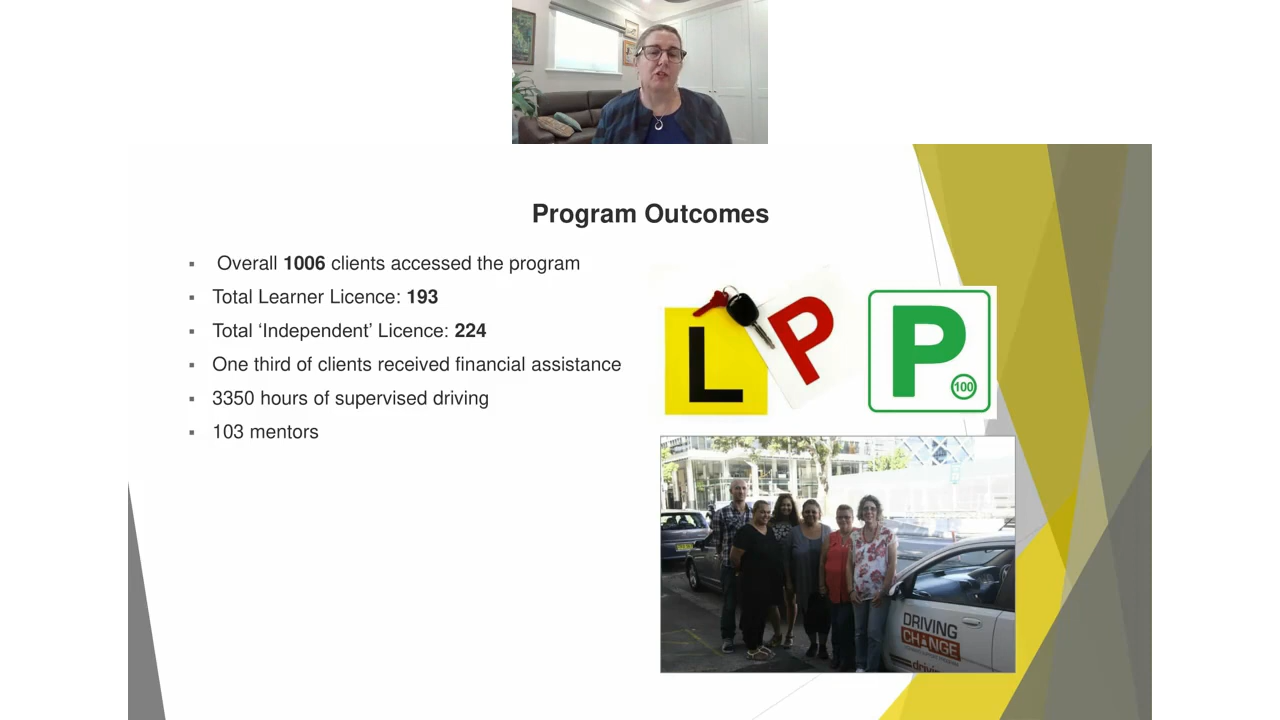 Program Outcomes
Overall 1006 clients accessed the program
Total Learner Licence: 193
Total ‘Independent’ Licence: 224
One third of clients received financial assistance
3350 hours of supervised driving
103 mentors
L
P
P
100
DRIVING
CHANGE